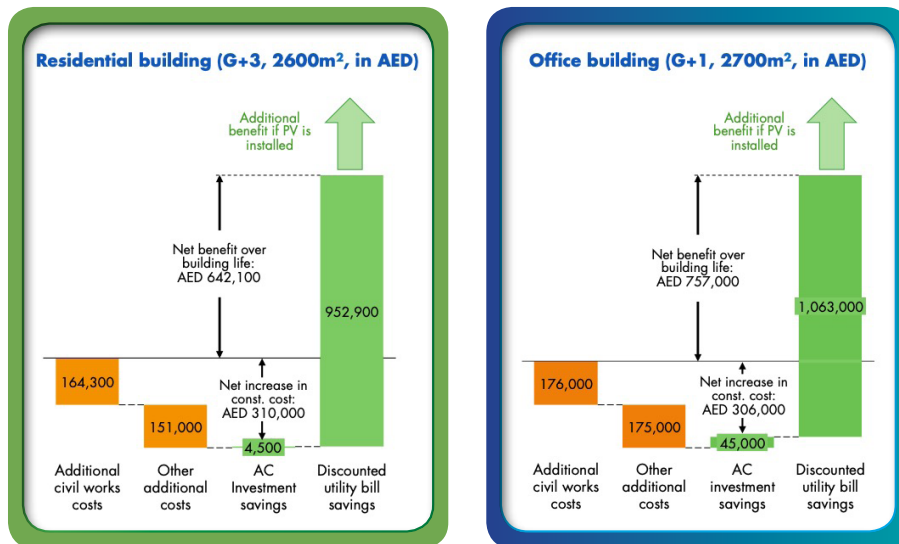 Residential building (G+3, 2600m², in AED)
Additional
benefit if PV is
installed
Net benefit over
building life:
AED 642,100
952,900
164,300
Net increase in
const. cost:
AED 310,000
151,000
4,500
Additional
civil works
costs
Other
additional
costs
AC
Investment
savings
Discounted
utility bill
savings
Office building (G+1, 2700m², in AED)
Additional
benefit if PV is
installed
Net benefit over
building life:
AED 757,000
1,063,000
176,000
Net increase in
const. cost:
AED 306,000
175,000
45,000
Additional
civil works
costs
Other
additional
costs
AC
investment
savings
Discounted
utility bill
savings